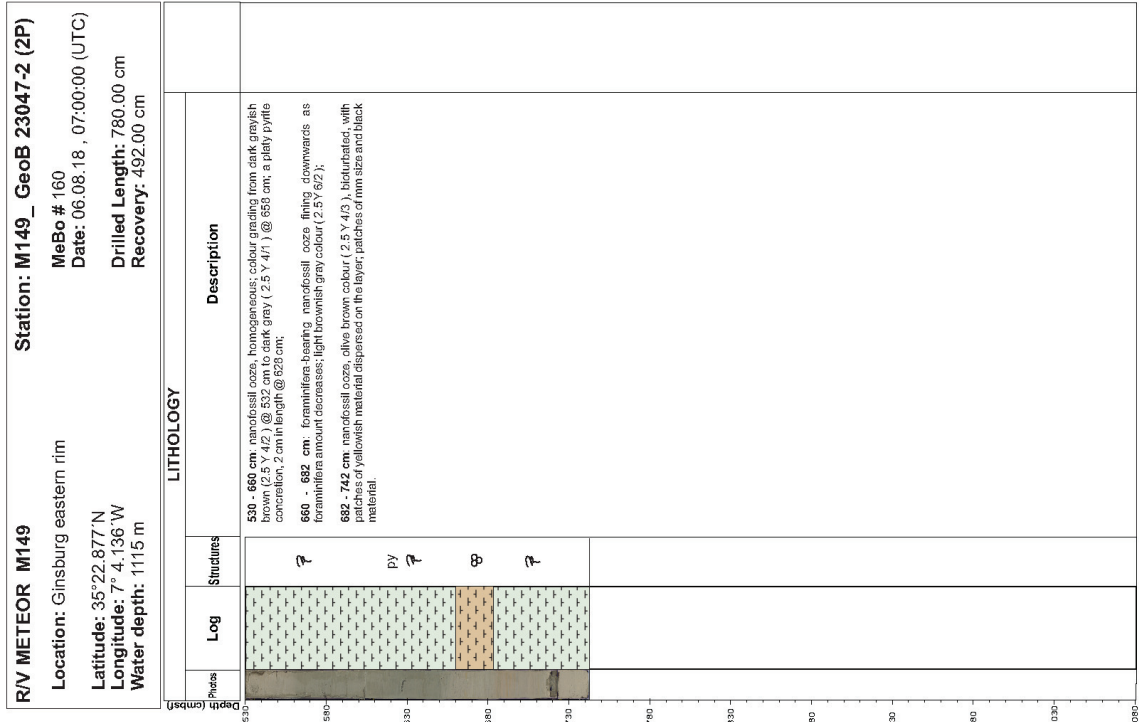 R/V METEOR M149
Station: M149_ GeoB 23047-2 (2P)
Location: Ginsburg eastern rim
MeBo # 160
Date: 06.08.18 , 07:00:00 (UTC)
Latitude: 35°22.877´N
Longitude: 7° 4.136´W
Water depth: 1115 m
Drilled Length: 780.00 cm
Recovery: 492.00 cm
LITHOLOGY
Depth (cmbsf)
Photos
Log
Structures
Description
530 - 660 cm: nanofossil ooze, homogeneous; colour grading from dark grayish
brown (2.5 Y 4/2 ) @ 532 cm to dark gray ( 2.5 Y 4/1 ) @ 658 cm; a platy pyrite
concretion, 2 cm in length @ 628 cm;
660 - 682 cm: foraminifera-bearing nanofossil ooze fining downwards as
foraminifera amount decreases; light brownish gray colour ( 2.5 Y 6/2 );
682 - 742 cm: nanofossil ooze, olive brown colour ( 2.5 Y 4/3 ), bioturbated, with
patches of yellowish material dispersed on the layer; patches of mm size and black
material.
py
530
580
680
730
780